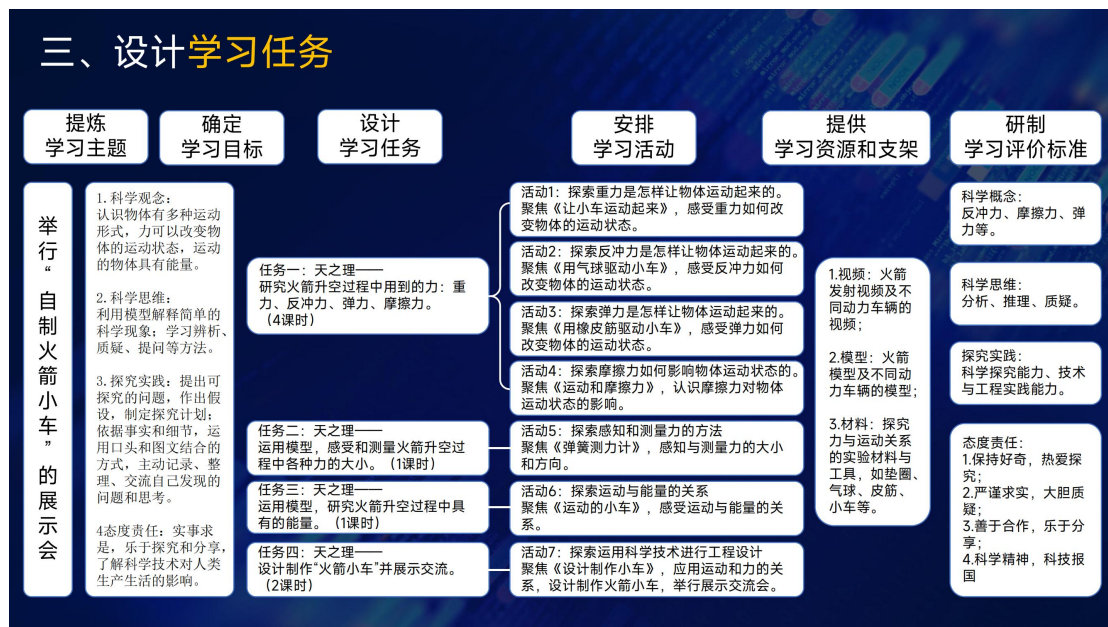 三、设计学习任务
提炼
学习主题
确定
学习目标
设计
学习任务
安排
学习活动
提供
学习资源和支架
研制
学习评价标准
举行“自制火箭小车”的展示会
1.科学观念：
认识物体有多种运动
形式，力可以改变物
体的运动状态，运动
的物体具有能量。
2.科学思维：
利用模型解释简单的
科学现象；学习辨析、
质疑、提问等方法。
3.探究实践：提出可
探究的问题，作出假
设，制定探究计划；
依据事实和细节，运
用口头和图文结合的
方式，主动记录、整
理、交流自己发现的
问题和思考。
4态度责任：实事求
是，乐于探究和分享，
了解科学技术对人类
生产生活的影响。
任务一：天之理——
研究火箭升空过程中用到的力：重
力、反冲力、弹力、摩擦力。
（4课时）
任务二：天之理——
运用模型，感受和测量火箭升空过
程中各种力的大小。（1课时）
任务三：天之理——
运用模型，研究火箭升空过程中具
有的能量。（1课时）
任务四：天之理——
设计制作“火箭小车”并展示交流。
（2课时）
活动1：探索重力是怎样让物体运动起来的。
聚焦《让小车运动起来》，感受重力如何改
变物体的运动状态。
活动2：探索反冲力是怎样让物体运动起来的。
聚焦《用气球驱动小车》，感受反冲力如何
改变物体的运动状态。
活动3：探索弹力是怎样让物体运动起来的。
聚焦《用橡皮筋驱动小车》，感受弹力如何
改变物体的运动状态。
活动4：探索摩擦力如何影响物体运动状态的。
聚焦《运动和摩擦力》，认识摩擦力对物体
运动状态的影响。
活动5：探索感知和测量力的方法
聚焦《弹簧测力计》，感知与测量力的大小
和方向。
活动6：探索运动与能量的关系
聚焦《运动的小车》，感受运动与能量的关
系。
活动7：探索运用科学技术进行工程设计
聚焦《设计制作小车》，应用运动和力的关
系，设计制作火箭小车，举行展示交流会。
1.视频：火箭
发射视频及不
同动力车辆的
视频；
2.模型：火箭
模型及不同动
力车辆的模型；
3.材料：探究
力与运动关系
的实验材料与
工具，如垫圈、
气球、皮筋、
小车等。
科学概念：
反冲力、摩擦力、弹
力等。
科学思维：
分析、推理、质疑。
探究实践：
科学探究能力、技术
与工程实践能力。
态度责任：
1.保持好奇，热爱探
究；
2.严谨求实，大胆质
疑；
3.善于合作，乐于分
享；
4.科学精神，科技报
国